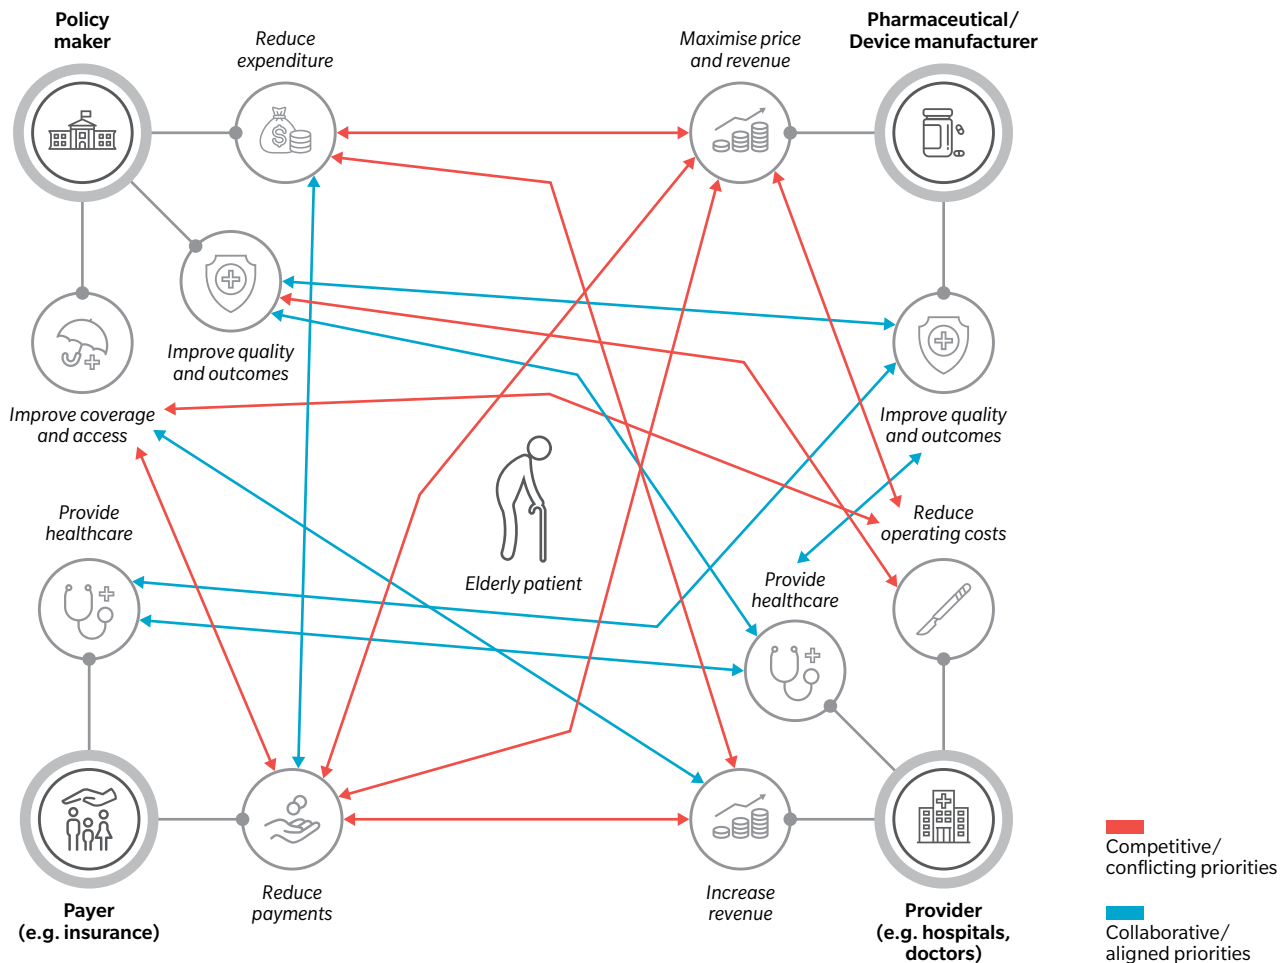 Policy
maker
Reduce
expenditure
Maximise price
and revenue
Pharmaceutical/
Device manufacturer
$
Improve quality
and outcomes
Improve coverage
and access
Improve quality
and outcomes
Provide
healthcare
Reduce
operating costs
Elderly patient
Provide
healthcare
Reduce
payments
Increase
revenue
Payer
(e.g. insurance)
Provider
(e.g. hospitals,
doctors)
Competitive/
conflicting priorities
Collaborative/
aligned priorities